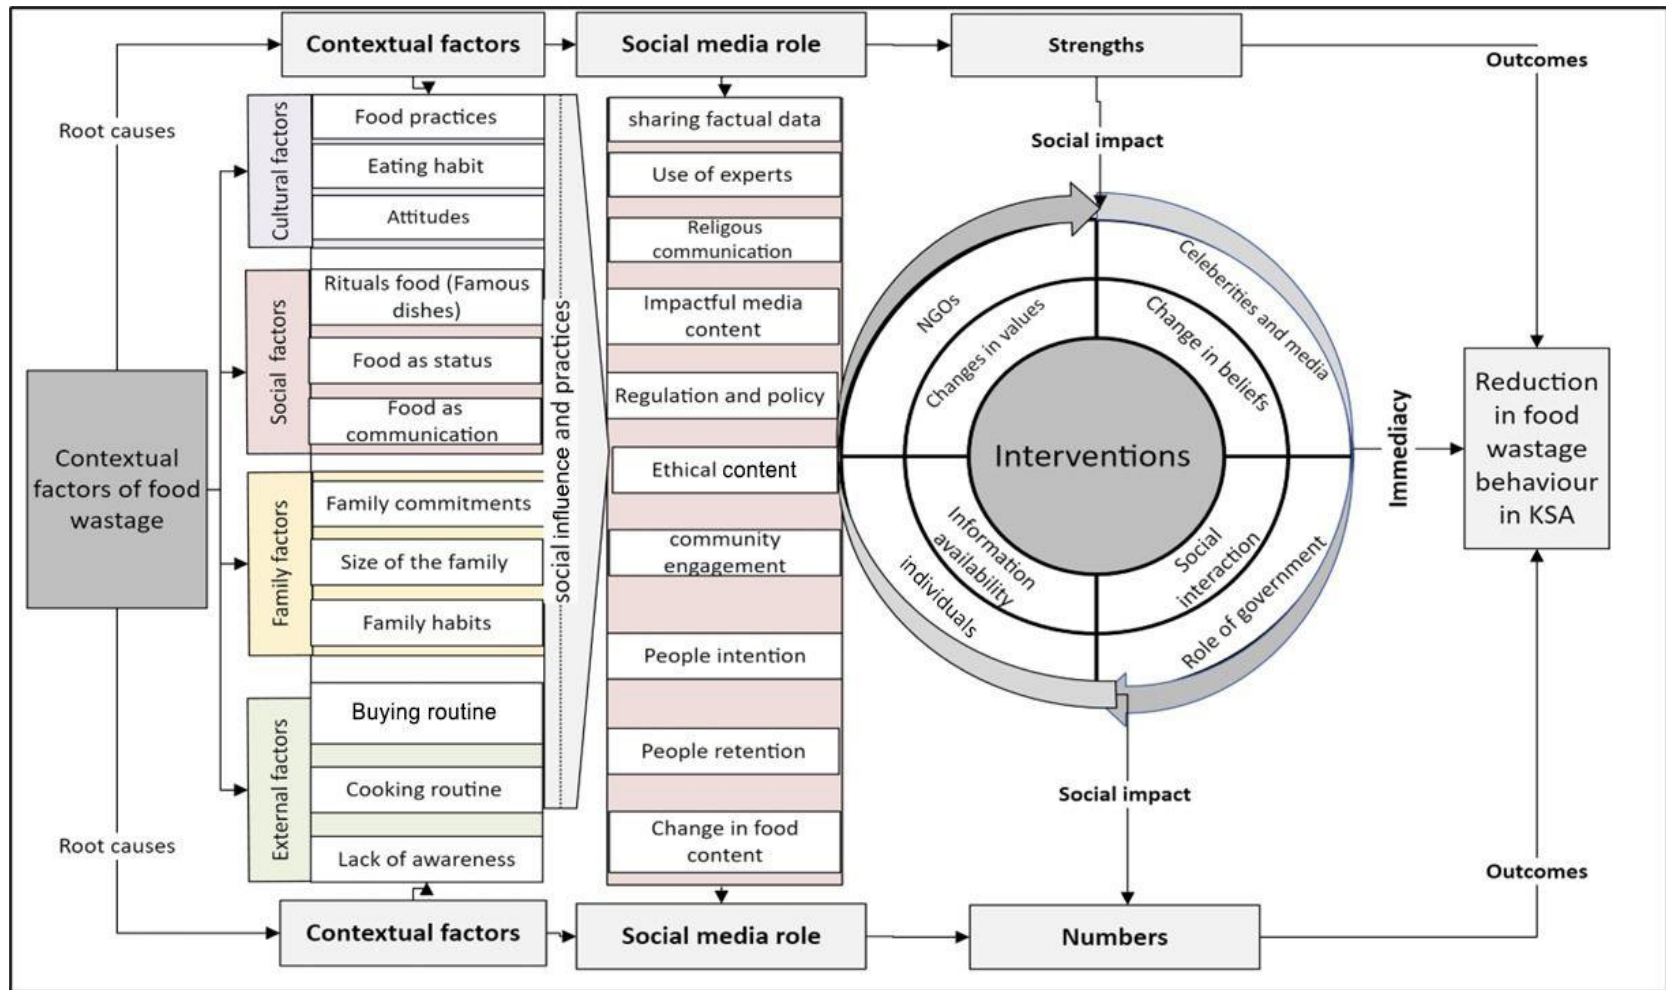 Contextual factors
Social media role
Strengths
Outcomes
Root causes
Cultural factors
Food practices
Eating habit
Attitudes
Social factors
Rituals food (Famous
dishes)
Food as status
Food as
communication
Contextual
factors of food
wastage
Family factors
Family commitments
Size of the family
Family habits
External factors
Buying routine
Cooking routine
Lack of awareness
Root causes
social influence and practices
sharing factual data
Use of experts
Religous
communication
Impactful media
content
Regulation and policy
Ethical content
community
engagement
People intention
People retention
Change in food
content
Social impact
NGOs
Celeberities and media
Changes in values
Change in beliefs
Interventions
Information
availability
Social
interaction
individuals
Role of government
Immediacy
Reduction
in food
wastage
behaviour
in KSA
Social impact
Outcomes
Contextual factors
Social media role
Numbers